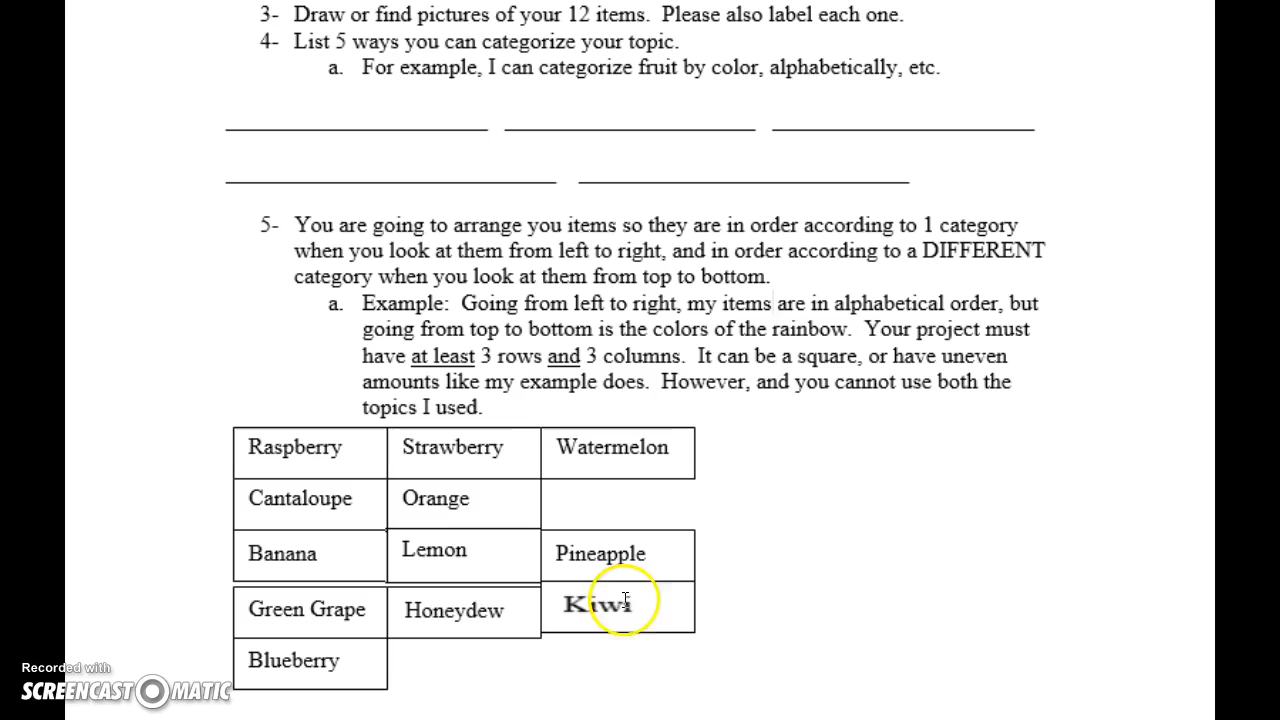 3- Draw or find pictures of your 12 items. Please also label each one.
4- List 5 ways you can categorize your topic.
a. For example, I can categorize fruit by color, alphabetically, etc.
5- You are going to arrange you items so they are in order according to 1 category
when you look at them from left to right, and in order according to a DIFFERENT
category when you look at them from top to bottom.
a. Example: Going from left to right, my items are in alphabetical order, but
going from top to bottom is the colors of the rainbow. Your project must
have at least 3 rows and 3 columns. It can be a square, or have uneven
amounts like my example does. However, and you cannot use both the
topics I used.
Raspberry Strawberry Watermelon
Cantaloupe Orange
Banana Lemon Pineapple
Green Grape Honeydew Kiwi
Blueberry
Recorded with
SCREENCAST MATIC